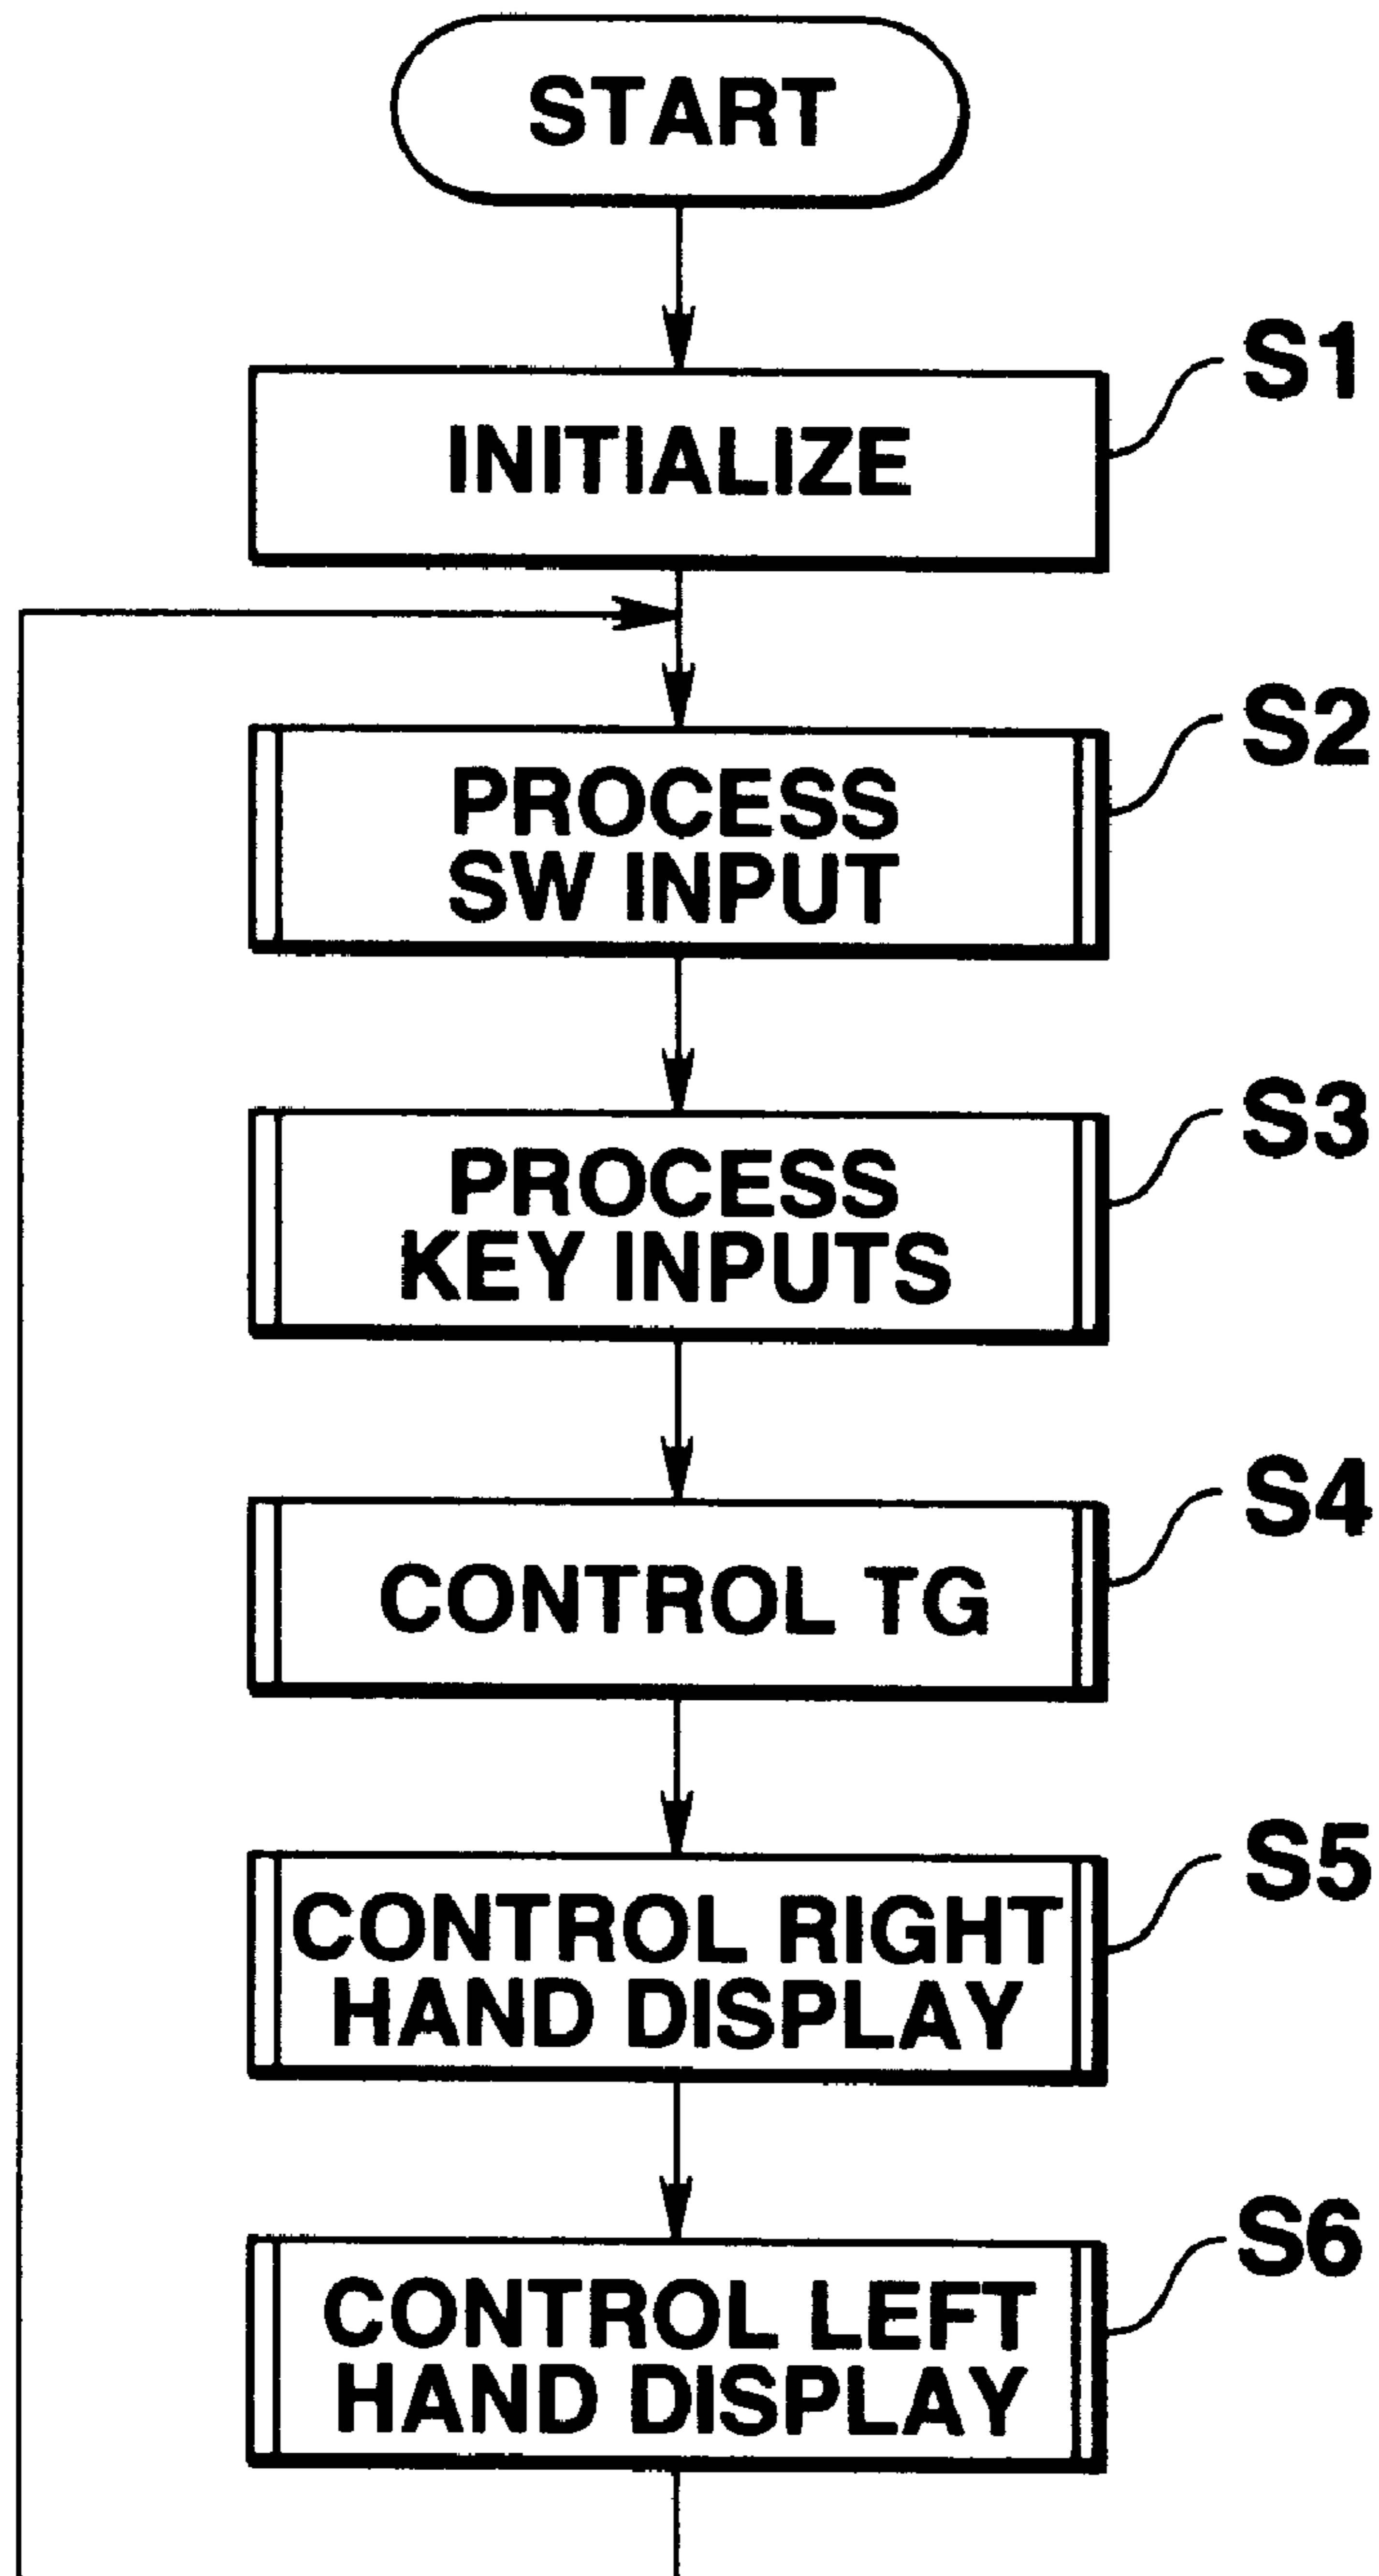 START
S1
INITIALIZE
S2
PROCESS
SW INPUT
S3
PROCESS
KEY INPUTS
S4
CONTROL TG
S5
CONTROL RIGHT
HAND DISPLAY
S6
CONTROL LEFT
HAND DISPLAY